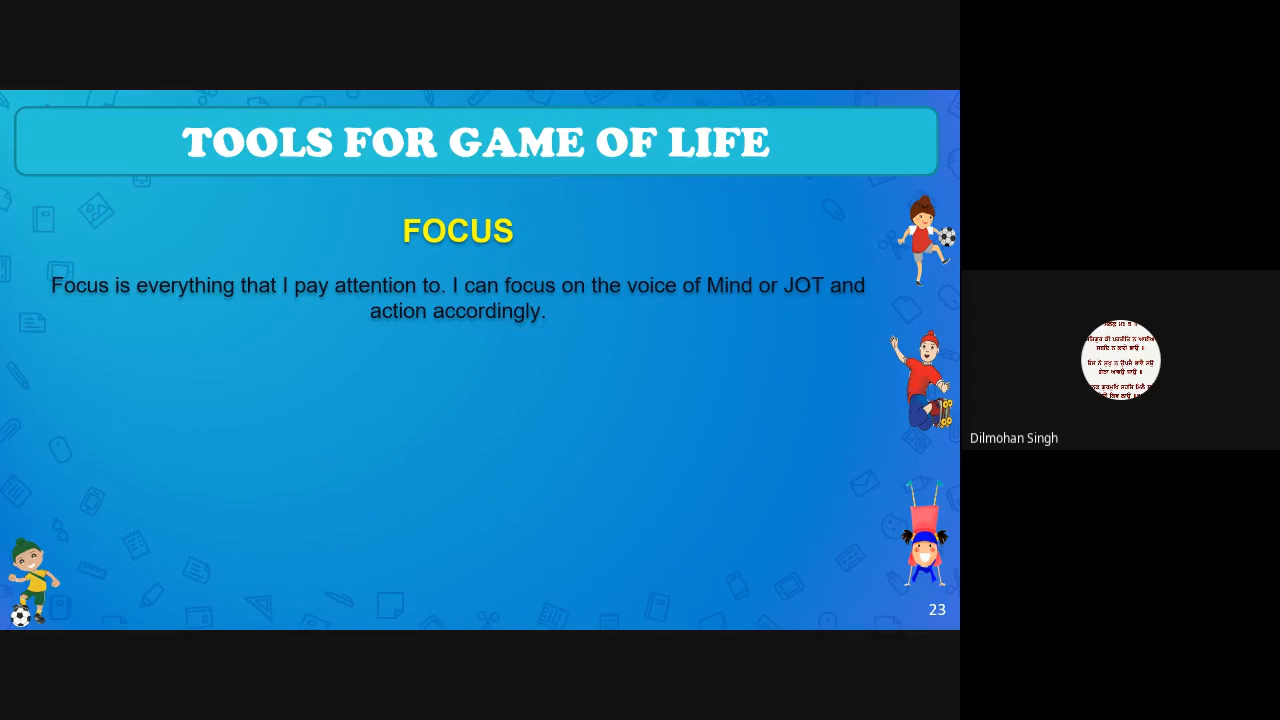 TOOLS FOR GAME OF LIFE
FOCUS
Focus is everything that I pay attention to. I can focus on the voice of Mind or JOT and
action accordingly.
23
Dilmohan Singh